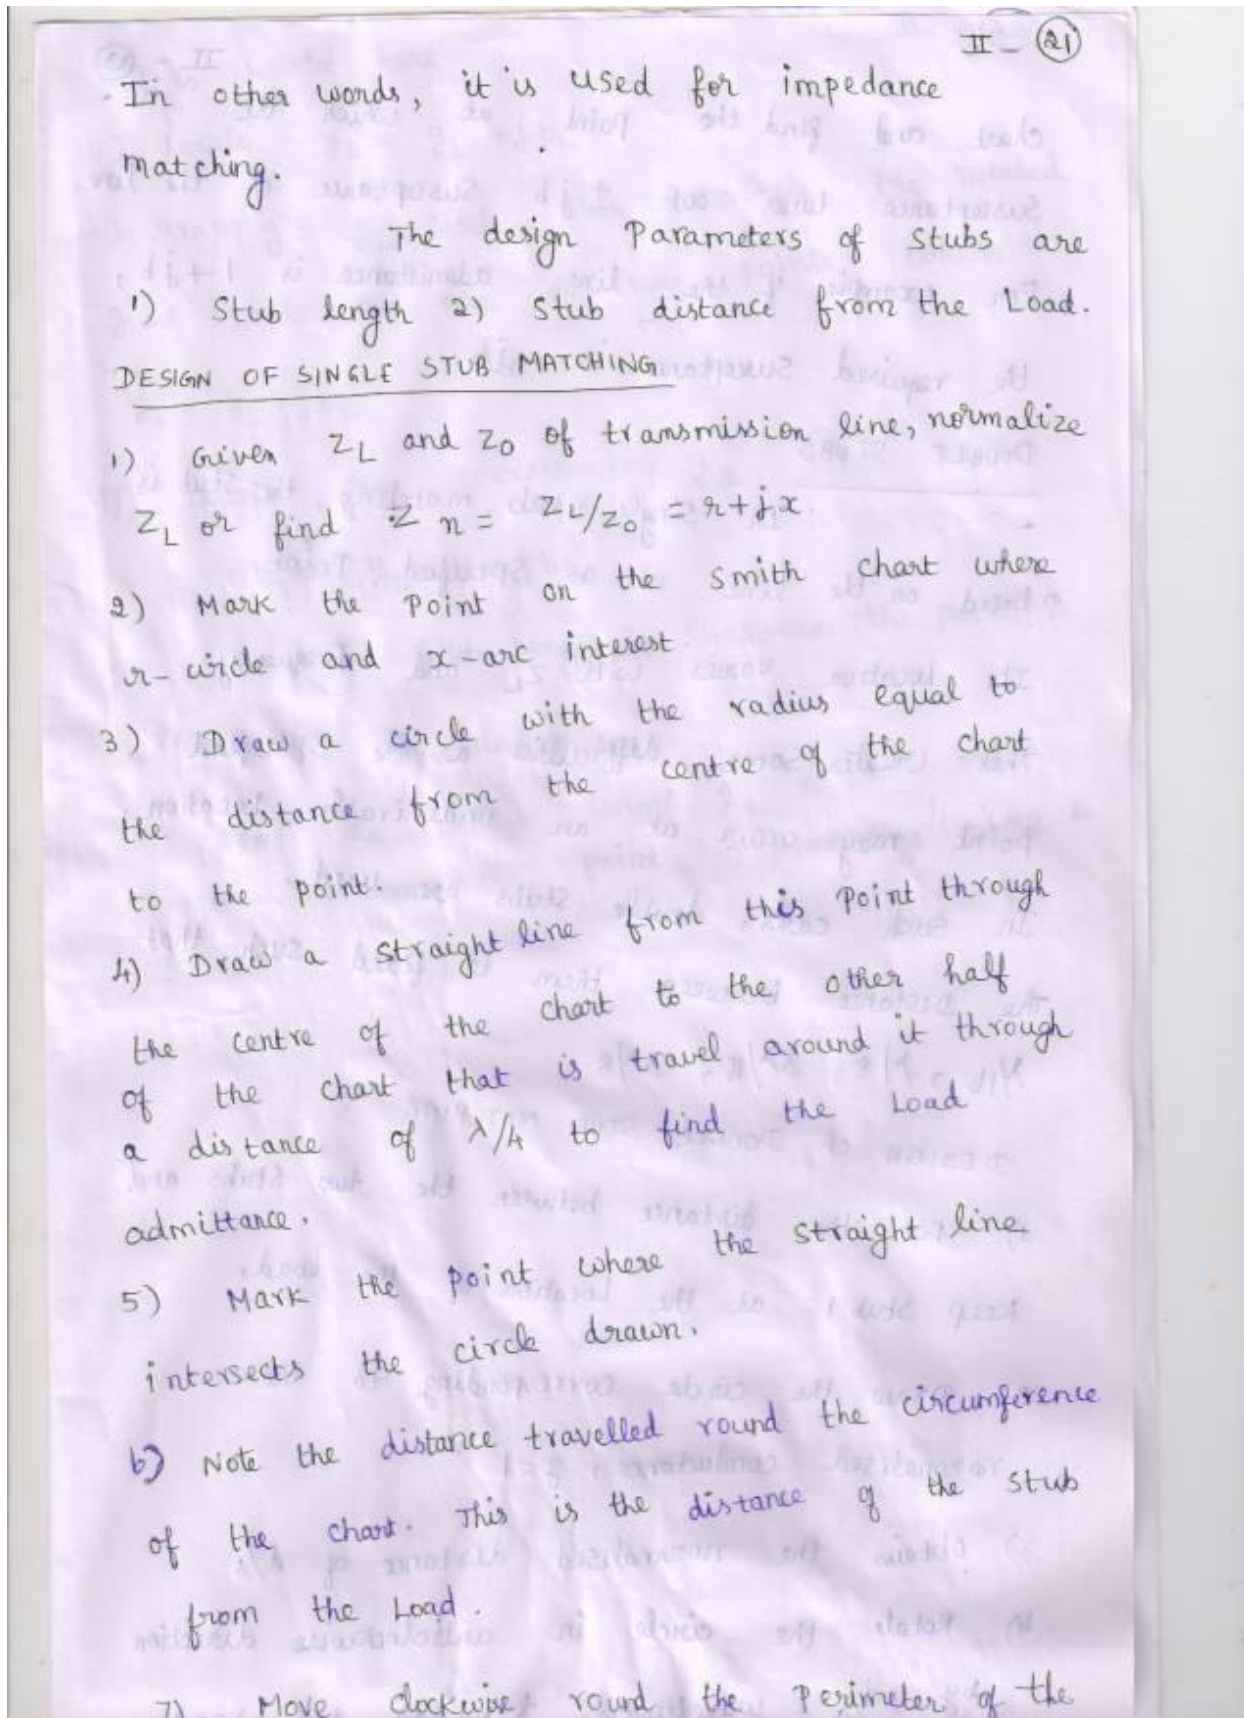 II - 21
In other words, it is used for impedance
matching.
The design Parameters of stubs are
1) Stub length 2) Stub distance from the Load.
DESIGN OF SINGLE STUB MATCHING
1) Given ZL and Z0 of transmission line, normalize
ZL or find Z n = ZL/Z0 = r+jx.
2) Mark the Point on the smith chart where
r-circle and x-arc interest
3) Draw a circle with the radius equal to
the distance from the centre of the chart
to the point.
4) Draw a straight line from this Point through
the centre of the chart to the other half
of the chart that is travel around it through
a distance of λ/4 to find the Load
admittance.
5) Mark the point where the straight line
intersects the circle drawn.
6) Note the distance travelled round the circumference
of the chart. This is the distance of the stub
from the Load.
7) Move clockwise round the Perimeter of the